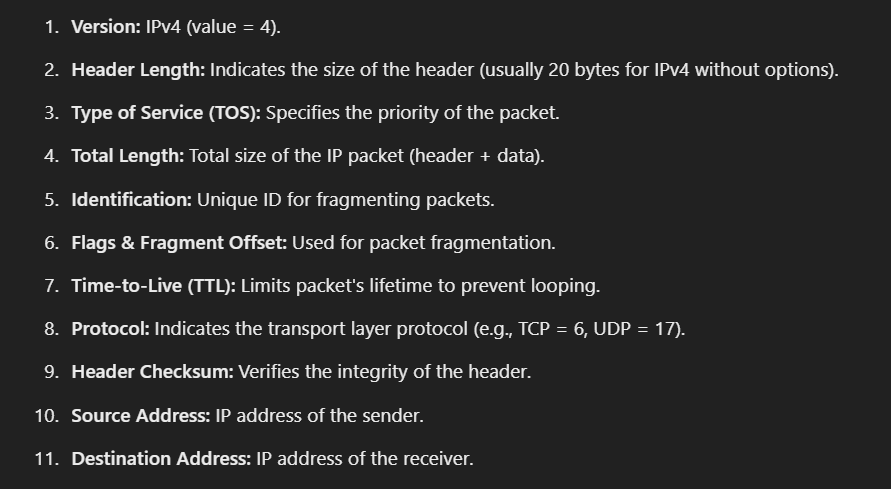 1. Version: IPv4 (value = 4).
2. Header Length: Indicates the size of the header (usually 20 bytes for IPv4 without options).
3. Type of Service (TOS): Specifies the priority of the packet.
4. Total Length: Total size of the IP packet (header + data).
5. Identification: Unique ID for fragmenting packets.
6. Flags & Fragment Offset: Used for packet fragmentation.
7. Time-to-Live (TTL): Limits packet's lifetime to prevent looping.
8. Protocol: Indicates the transport layer protocol (e.g., TCP = 6, UDP = 17).
9. Header Checksum: Verifies the integrity of the header.
10. Source Address: IP address of the sender.
11. Destination Address: IP address of the receiver.